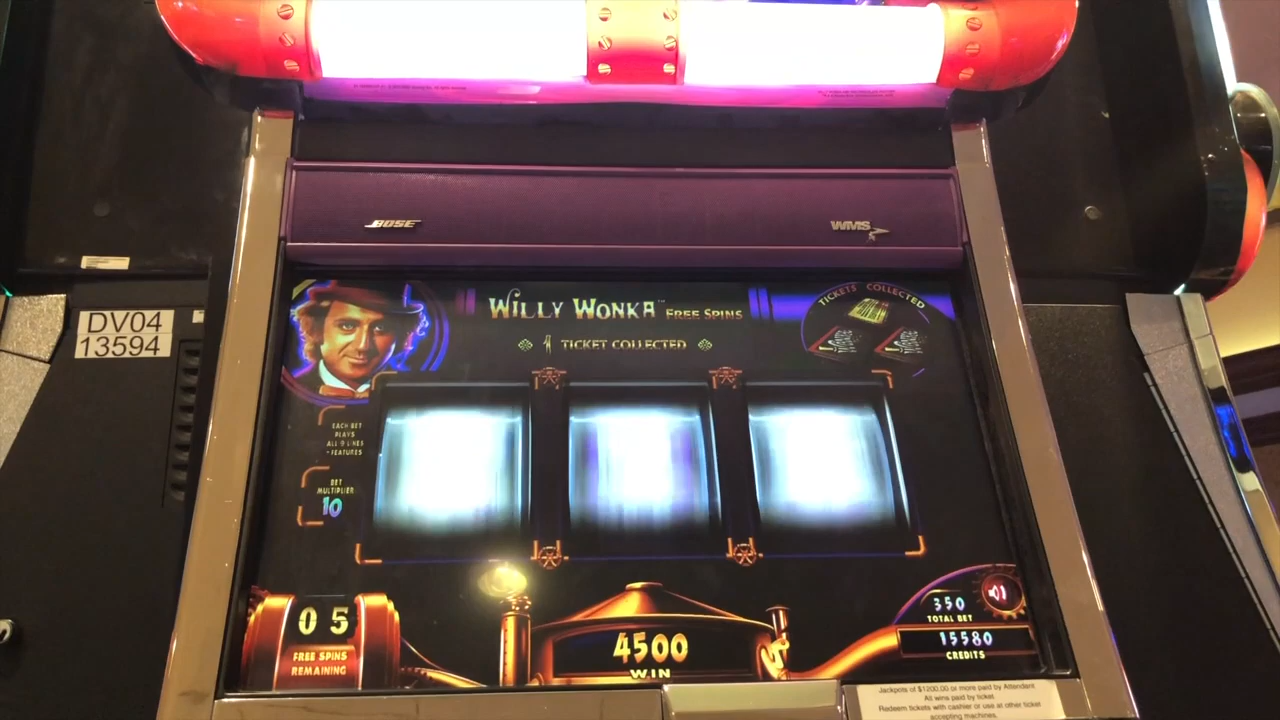 BOSE
WMS
DV04
13594
WILLY WONKA™ FREE SPINS
1 TICKET COLLECTED
TICKETS COLLECTED
EACH BET
PLAYS
ALL 9 LINES
+ FEATURES
BET
MULTIPLIER
10
05
FREE SPINS
REMAINING
4500
WIN
350
TOTAL BET
15580
CREDITS
Jackpots of $1200.00 or more paid by Attendant
All wins paid by ticket
Redeem tickets with cashier or use at other ticket
accepting machines.